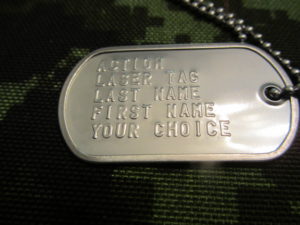 ACTION
LASER TAG
LAST NAME
FIRST NAME
YOUR CHOICE